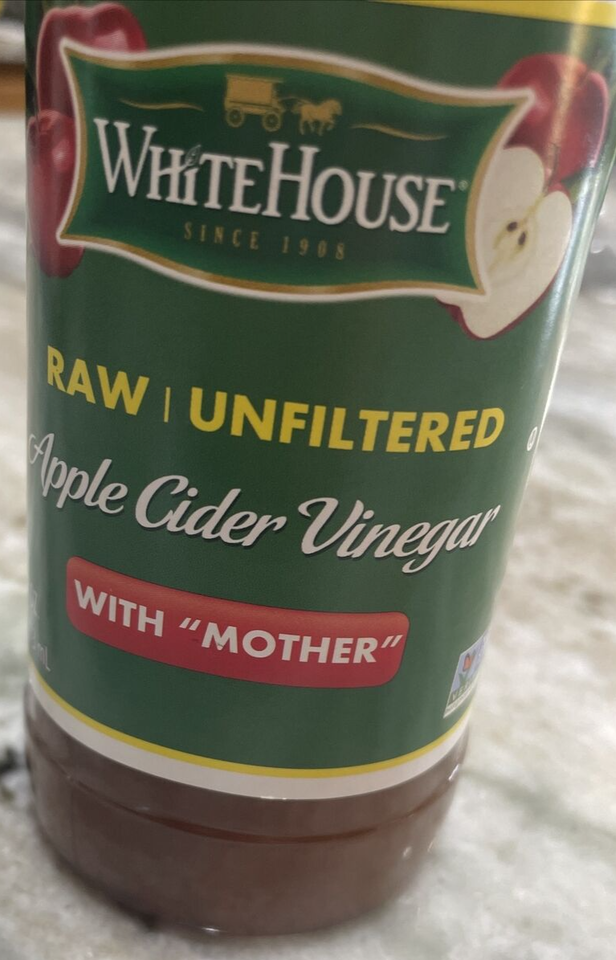 WHITEHOUSE®
SINCE 1908
RAW | UNFILTERED
Apple Cider Vinegar
WITH "MOTHER"